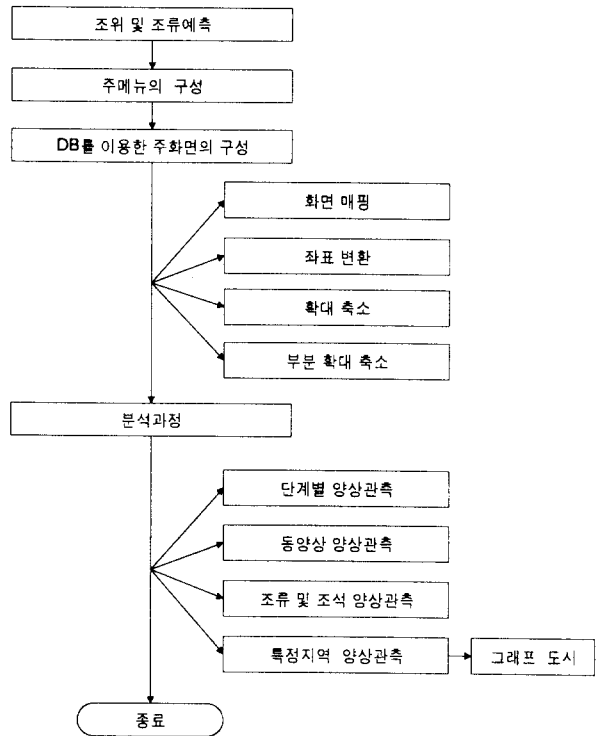 조위 및 조류예측
주메뉴의 구성
DB를 이용한 주화면의 구성
화면 매핑
좌표 변환
확대 축소
부분 확대 축소
분석과정
단계별 양상관측
동양상 양상관측
조류 및 조석 양상관측
특정지역 양상관측
그래프 도시
종료